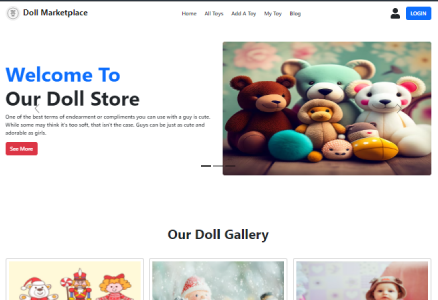 Doll Marketplace
Home All Toys Add A Toy My Toy Blog
LOGIN
Welcome To
Our Doll Store
One of the best terms of endearment or compliments you can use with a guy is cute.
While some may think it's too soft, that isn't the case. Guys can be just as cute and
adorable as girls.
See More
Our Doll Gallery